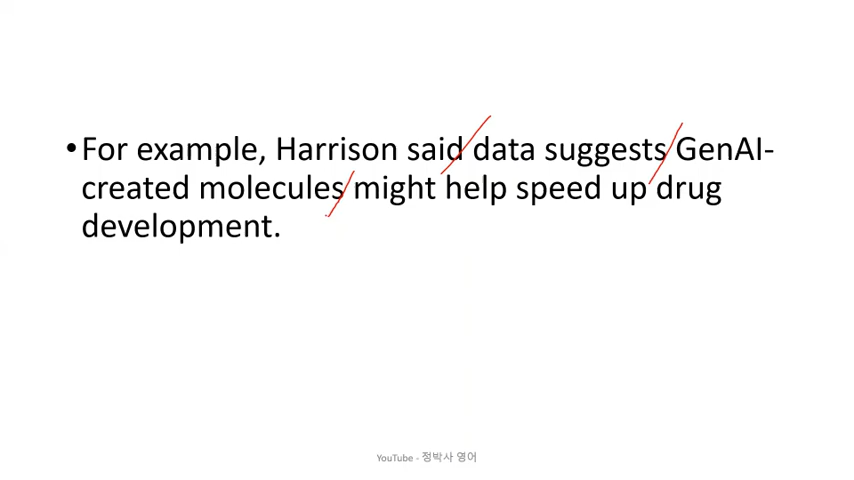 •For example, Harrison said data suggests GenAI-
created molecules might help speed up drug
development.
YouTube - 정박사 영어